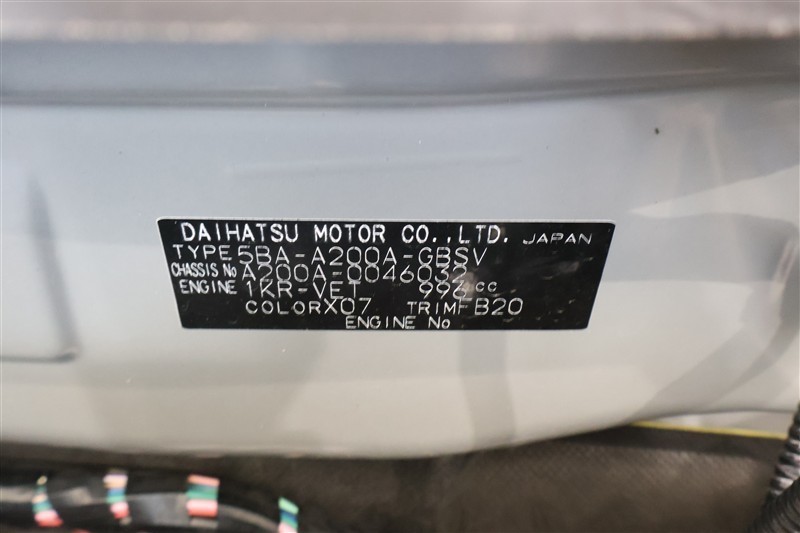 DAIHATSU MOTOR CO.,LTD. JAPAN
TYPE 5BA-A200A-GBSV
CHASSIS No A200A-0046032
ENGINE 1KR-VET 996cc
COLOR X07 TRIM FB20
ENGINE No